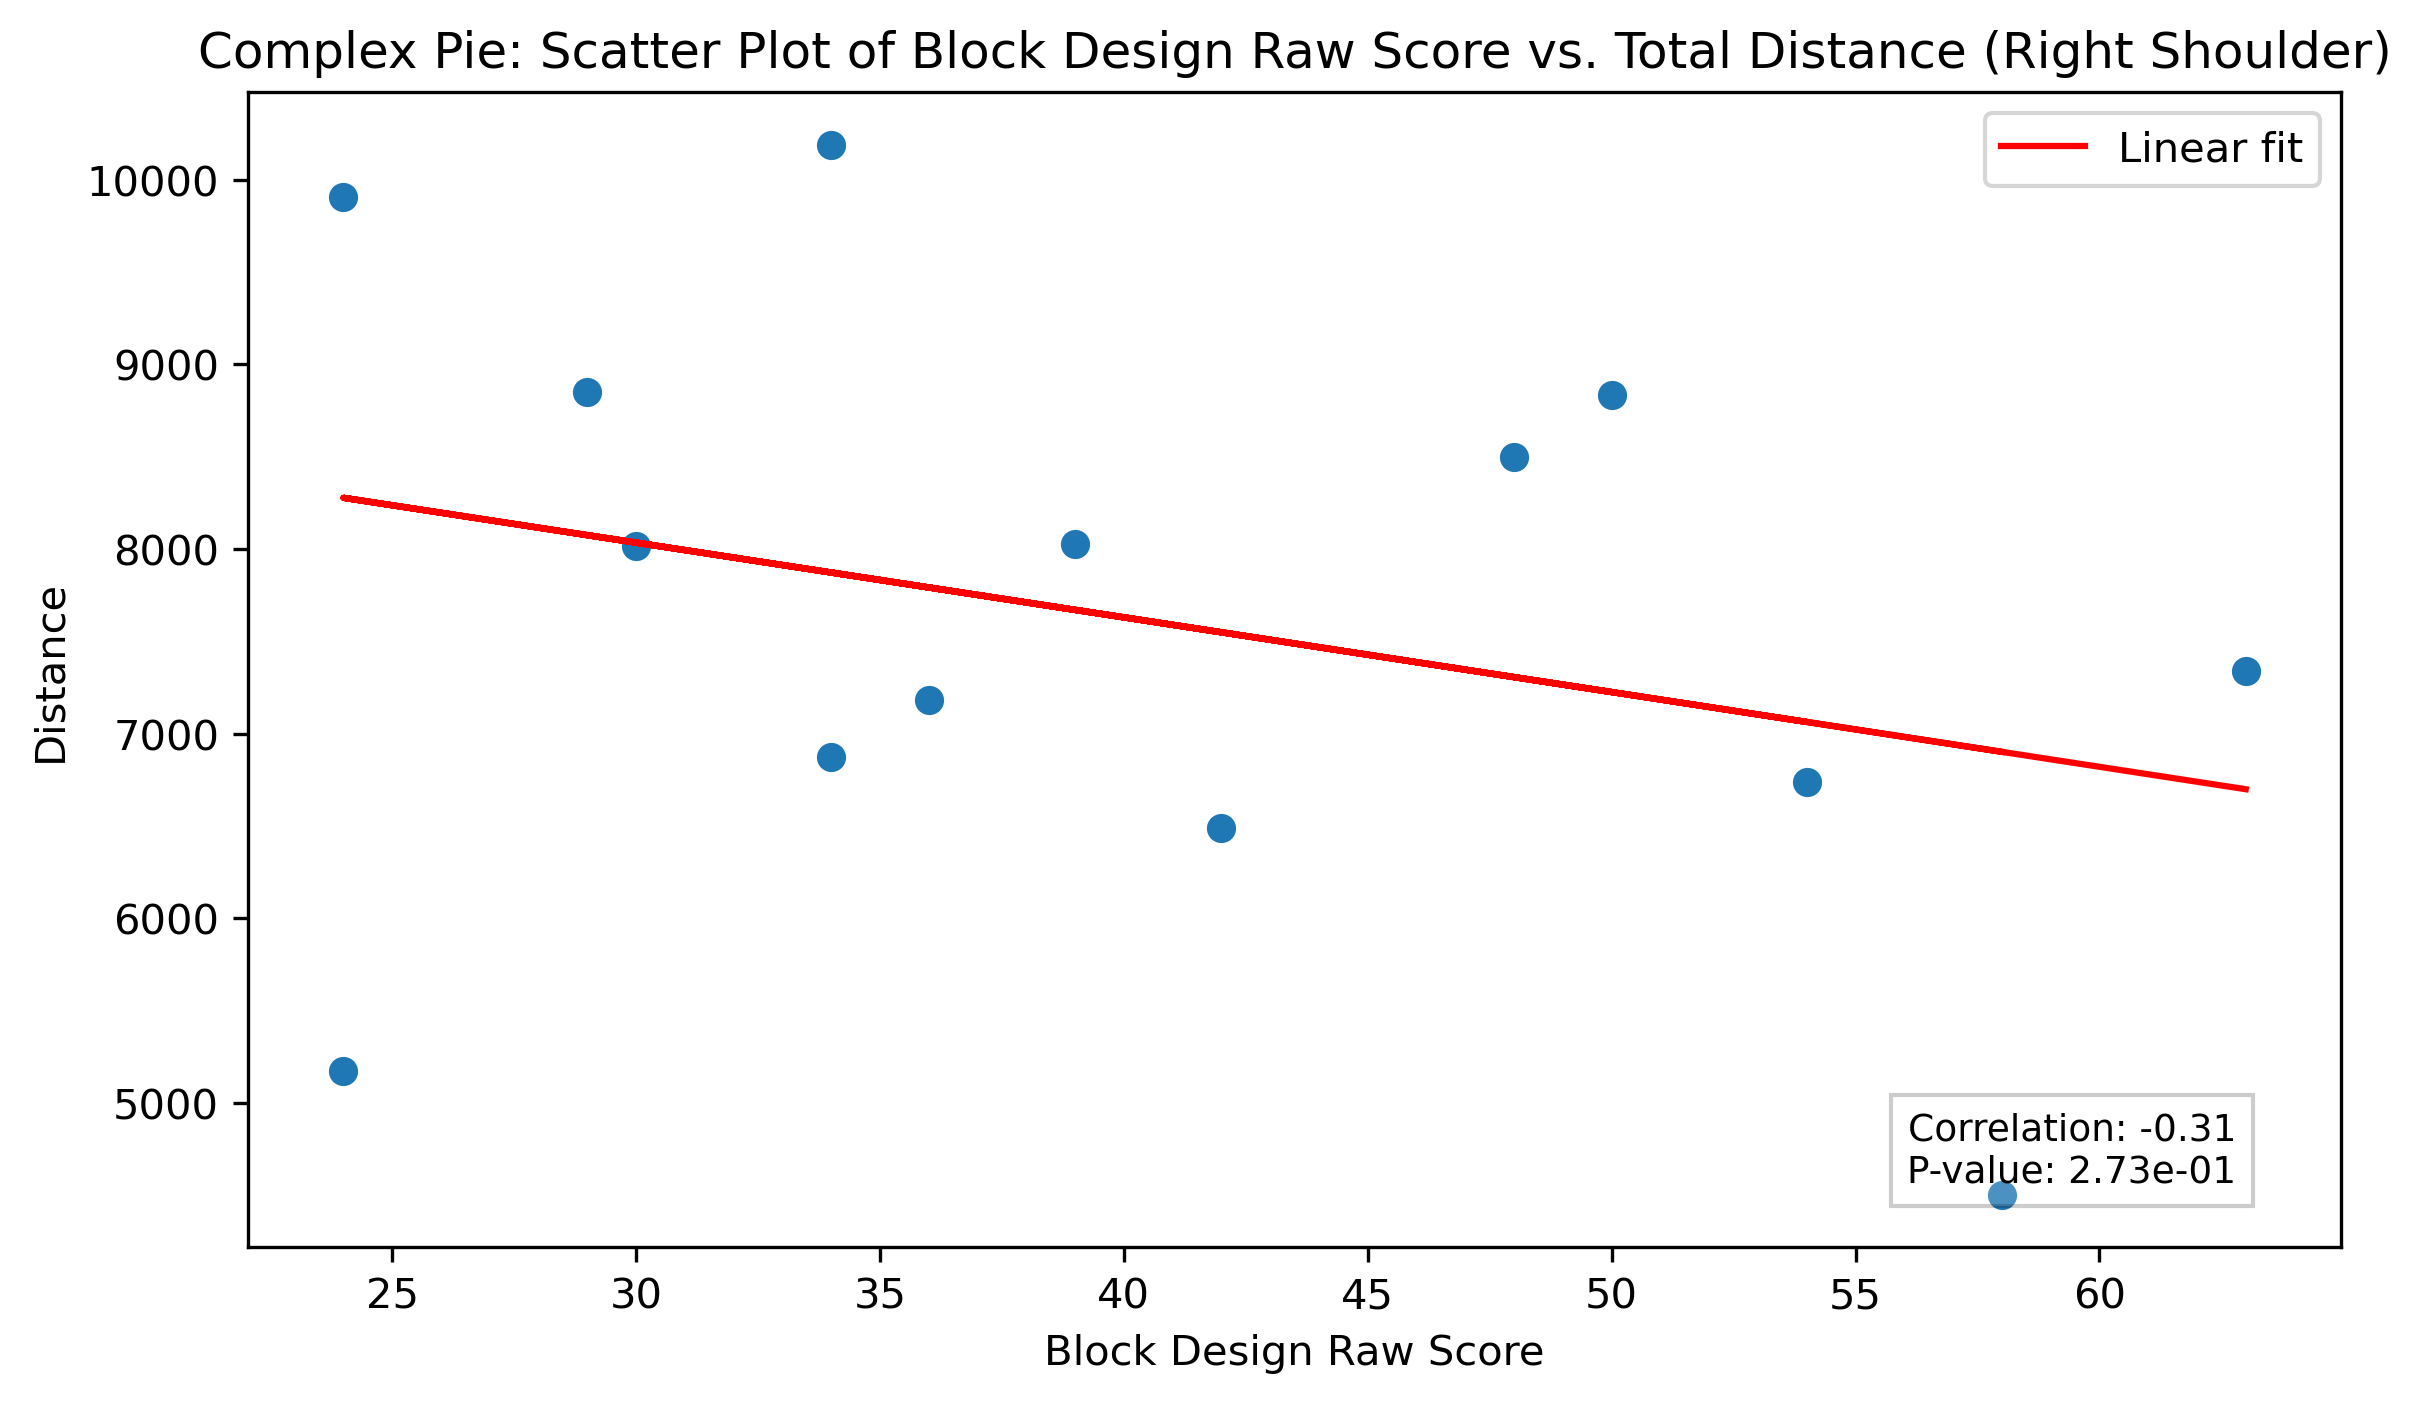 Complex Pie: Scatter Plot of Block Design Raw Score vs. Total Distance (Right Shoulder)
Linear fit
10000
9000
8000
7000
6000
5000
Distance
Correlation: -0.31
P-value: 2.73e-01
25 30 35 40 45 50 55 60
Block Design Raw Score